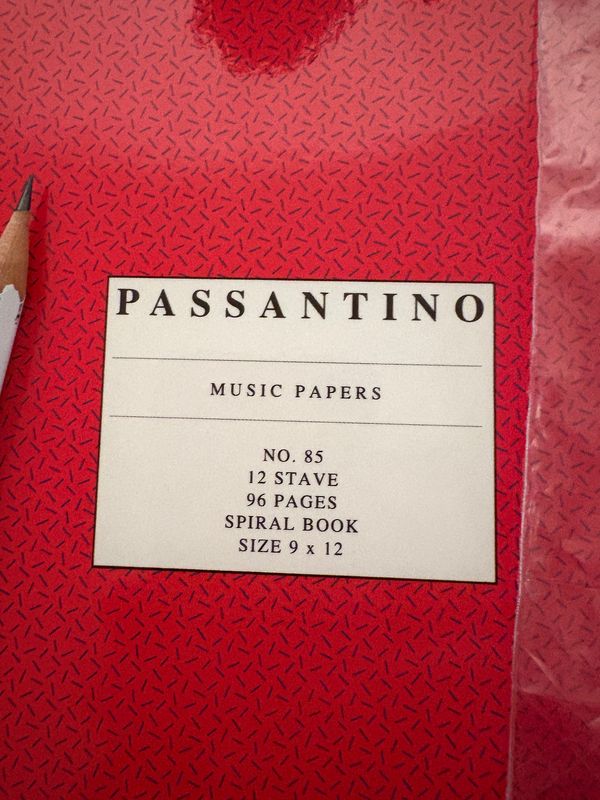 PASSANTINO
MUSIC PAPERS
NO. 85
12 STAVE
96 PAGES
SPIRAL BOOK
SIZE 9 x 12